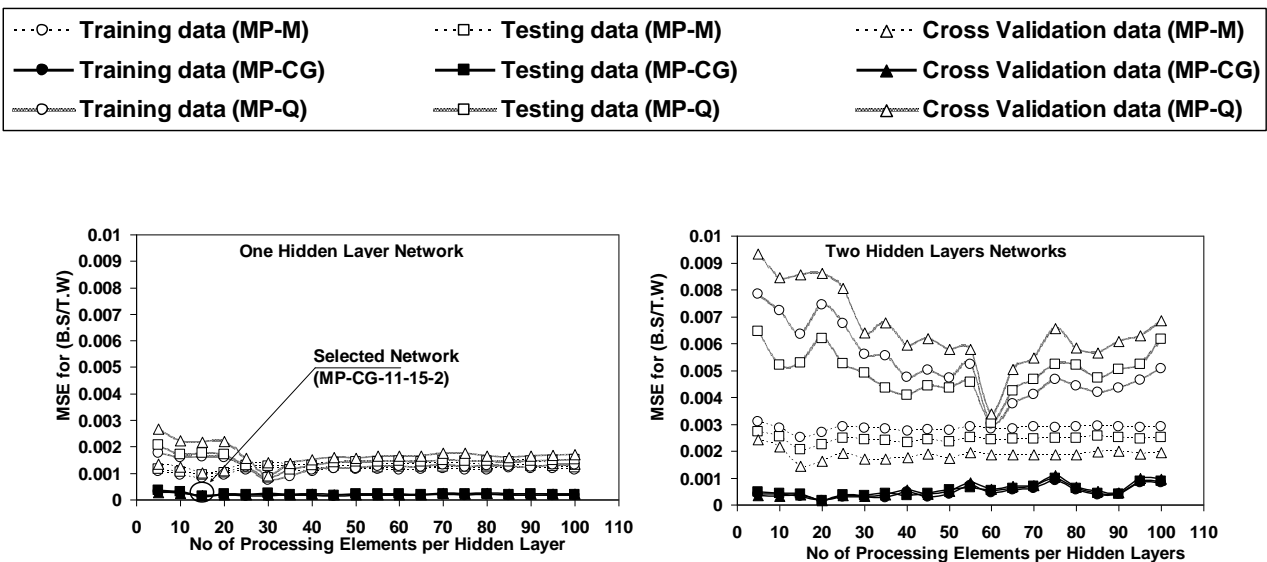 Training data (MP-M) Testing data (MP-M) Cross Validation data (MP-M)
Training data (MP-CG) Testing data (MP-CG) Cross Validation data (MP-CG)
Training data (MP-Q) Testing data (MP-Q) Cross Validation data (MP-Q)
One Hidden Layer Network
MSE for (B.S/T.W)
0.01
0.009
0.008
0.007
0.006
0.005
0.004
0.003
0.002
0.001
0
Selected Network
(MP-CG-11-15-2)
0 10 20 30 40 50 60 70 80 90 100 110
No of Processing Elements per Hidden Layer
Two Hidden Layers Networks
MSE for (B.S/T.W)
0.01
0.009
0.008
0.007
0.006
0.005
0.004
0.003
0.002
0.001
0
0 10 20 30 40 50 60 70 80 90 100 110
No of Processing Elements per Hidden Layers